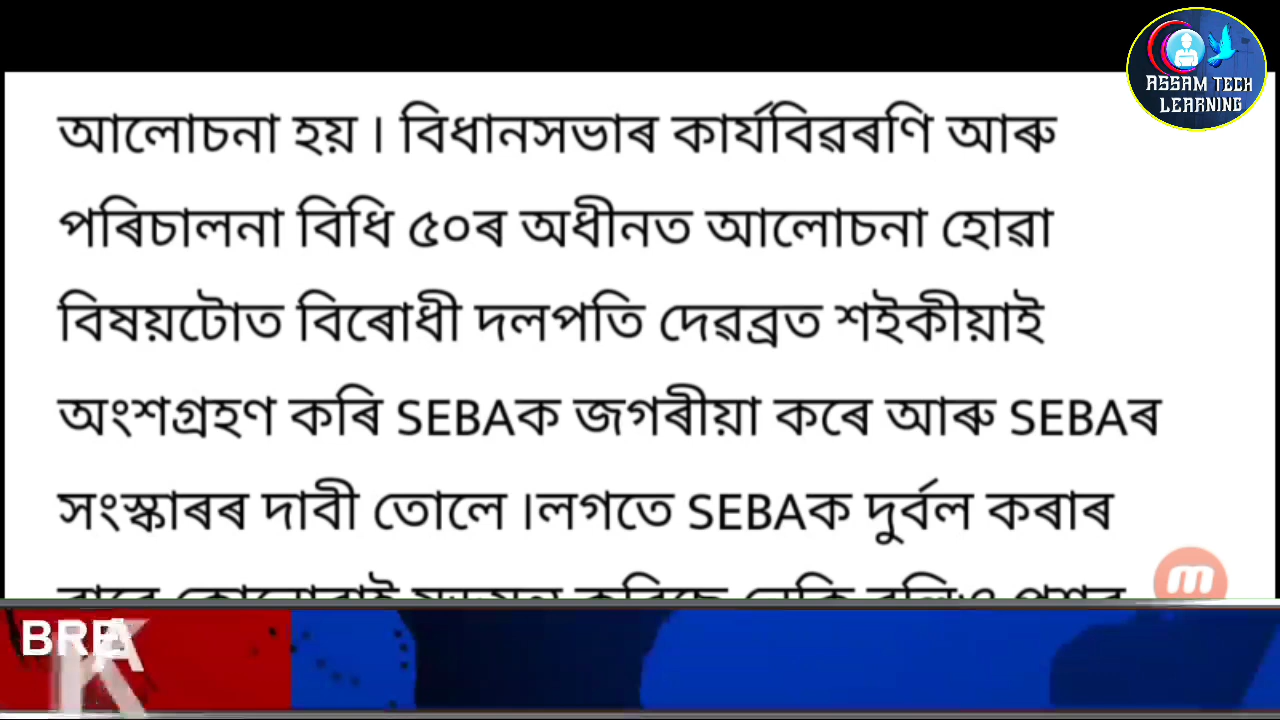 ASSAM TECH
LEARNING
আলোচনা হয় । বিধানসভাৰ কাৰ্যবিৱৰণি আৰু
পৰিচালনা বিধি ৫০ৰ অধীনত আলোচনা হোৱা
বিষয়টোত বিৰোধী দলপতি দেৱব্ৰত শইকীয়াই
অংশগ্ৰহণ কৰি SEBAক জগৰীয়া কৰে আৰু SEBAৰ
সংস্কাৰৰ দাবী তোলে ।লগতে SEBAক দুৰ্বল কৰাৰ